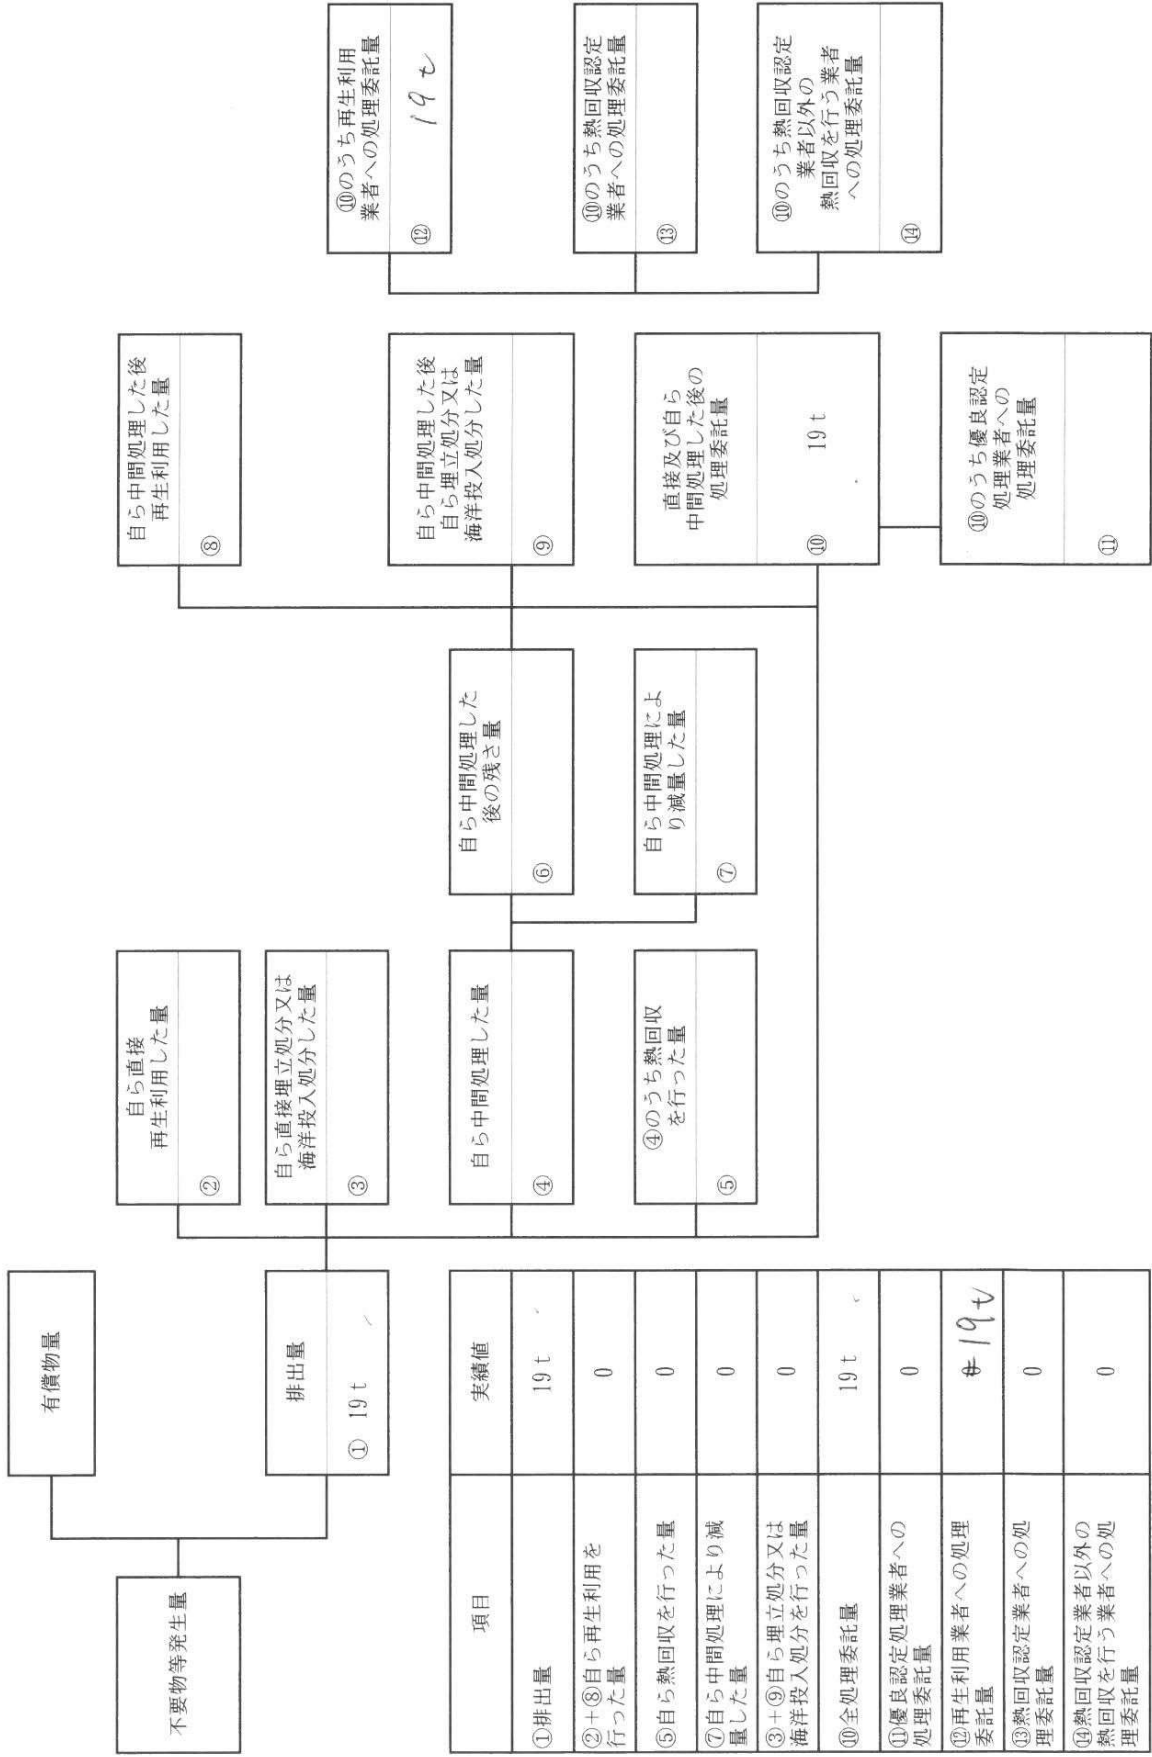 不要物等発生量
有償物量
排出量
① 19 t
自ら直接
再生利用した量
②
自ら直接埋立処分又は
海洋投入処分した量
③
自ら中間処理した量
④
④のうち熱回収
を行った量
⑤
自ら中間処理した
後の残さ量
⑥
自ら中間処理によ
り減量した量
⑦
自ら中間処理した後
再生利用した量
⑧
自ら中間処理した後
自ら埋立処分又は
海洋投入処分した量
⑨
直接及び自ら
中間処理した後の
処理委託量
⑩ 19 t
⑩のうち優良認定
処理業者への
処理委託量
⑪
⑩のうち再生利用
業者への処理委託量
⑫ 19 t
⑩のうち熱回収認定
業者への処理委託量
⑬
⑩のうち熱回収認定
業者以外の
熱回収を行う業者
への処理委託量
⑭
項目 実績値
①排出量 19 t
②+⑧自ら再生利用を
行った量 0
⑤自ら熱回収を行った量 0
⑦自ら中間処理により減
量した量 0
③+⑨自ら埋立処分又は
海洋投入処分を行った量 0
⑩全処理委託量 19 t
⑪優良認定処理業者への
処理委託量 0
⑫再生利用業者への処理
委託量 0 19 t
⑬熱回収認定業者への処
理委託量 0
⑭熱回収認定業者以外の
熱回収を行う業者への処
理委託量 0